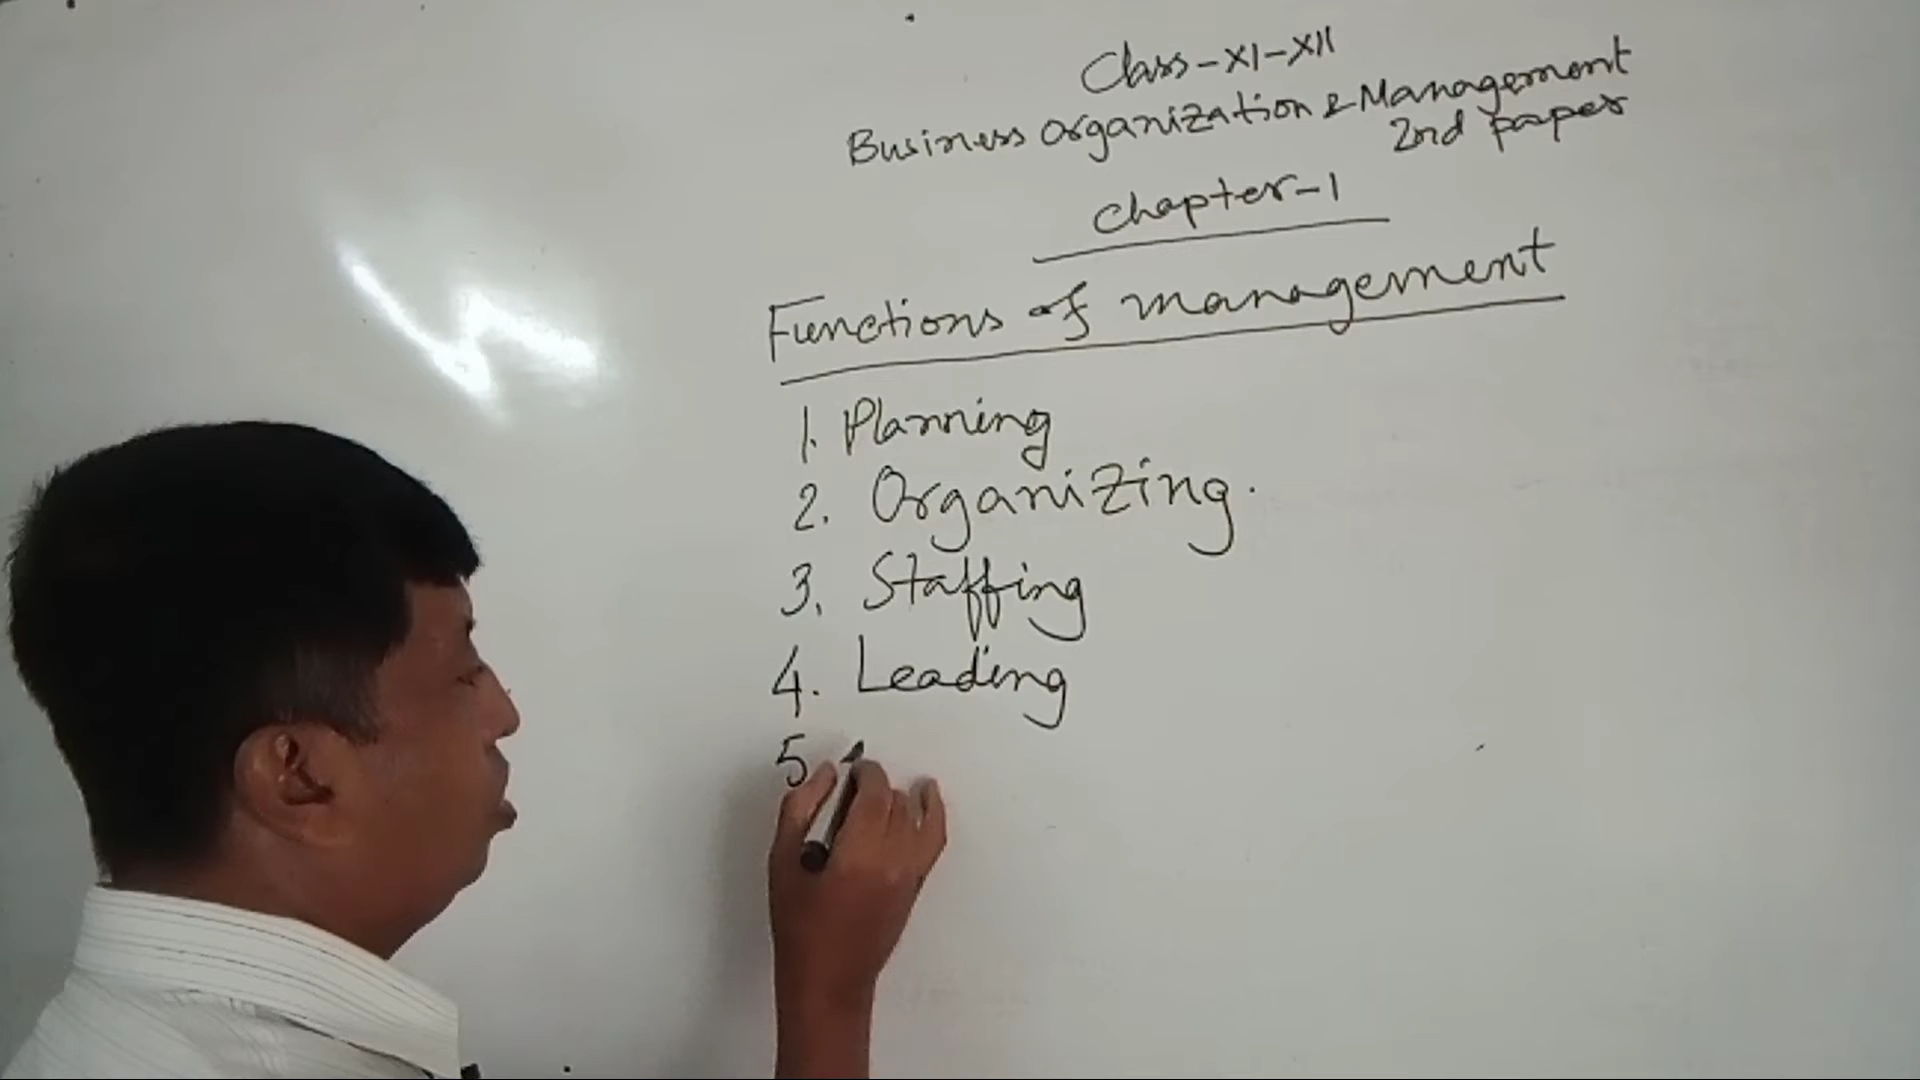 Class-XI-XII
Business Organization & Management
2nd paper
chapter-1
Functions of management
1. Planning
2. Organizing.
3. Staffing
4. Leading
5